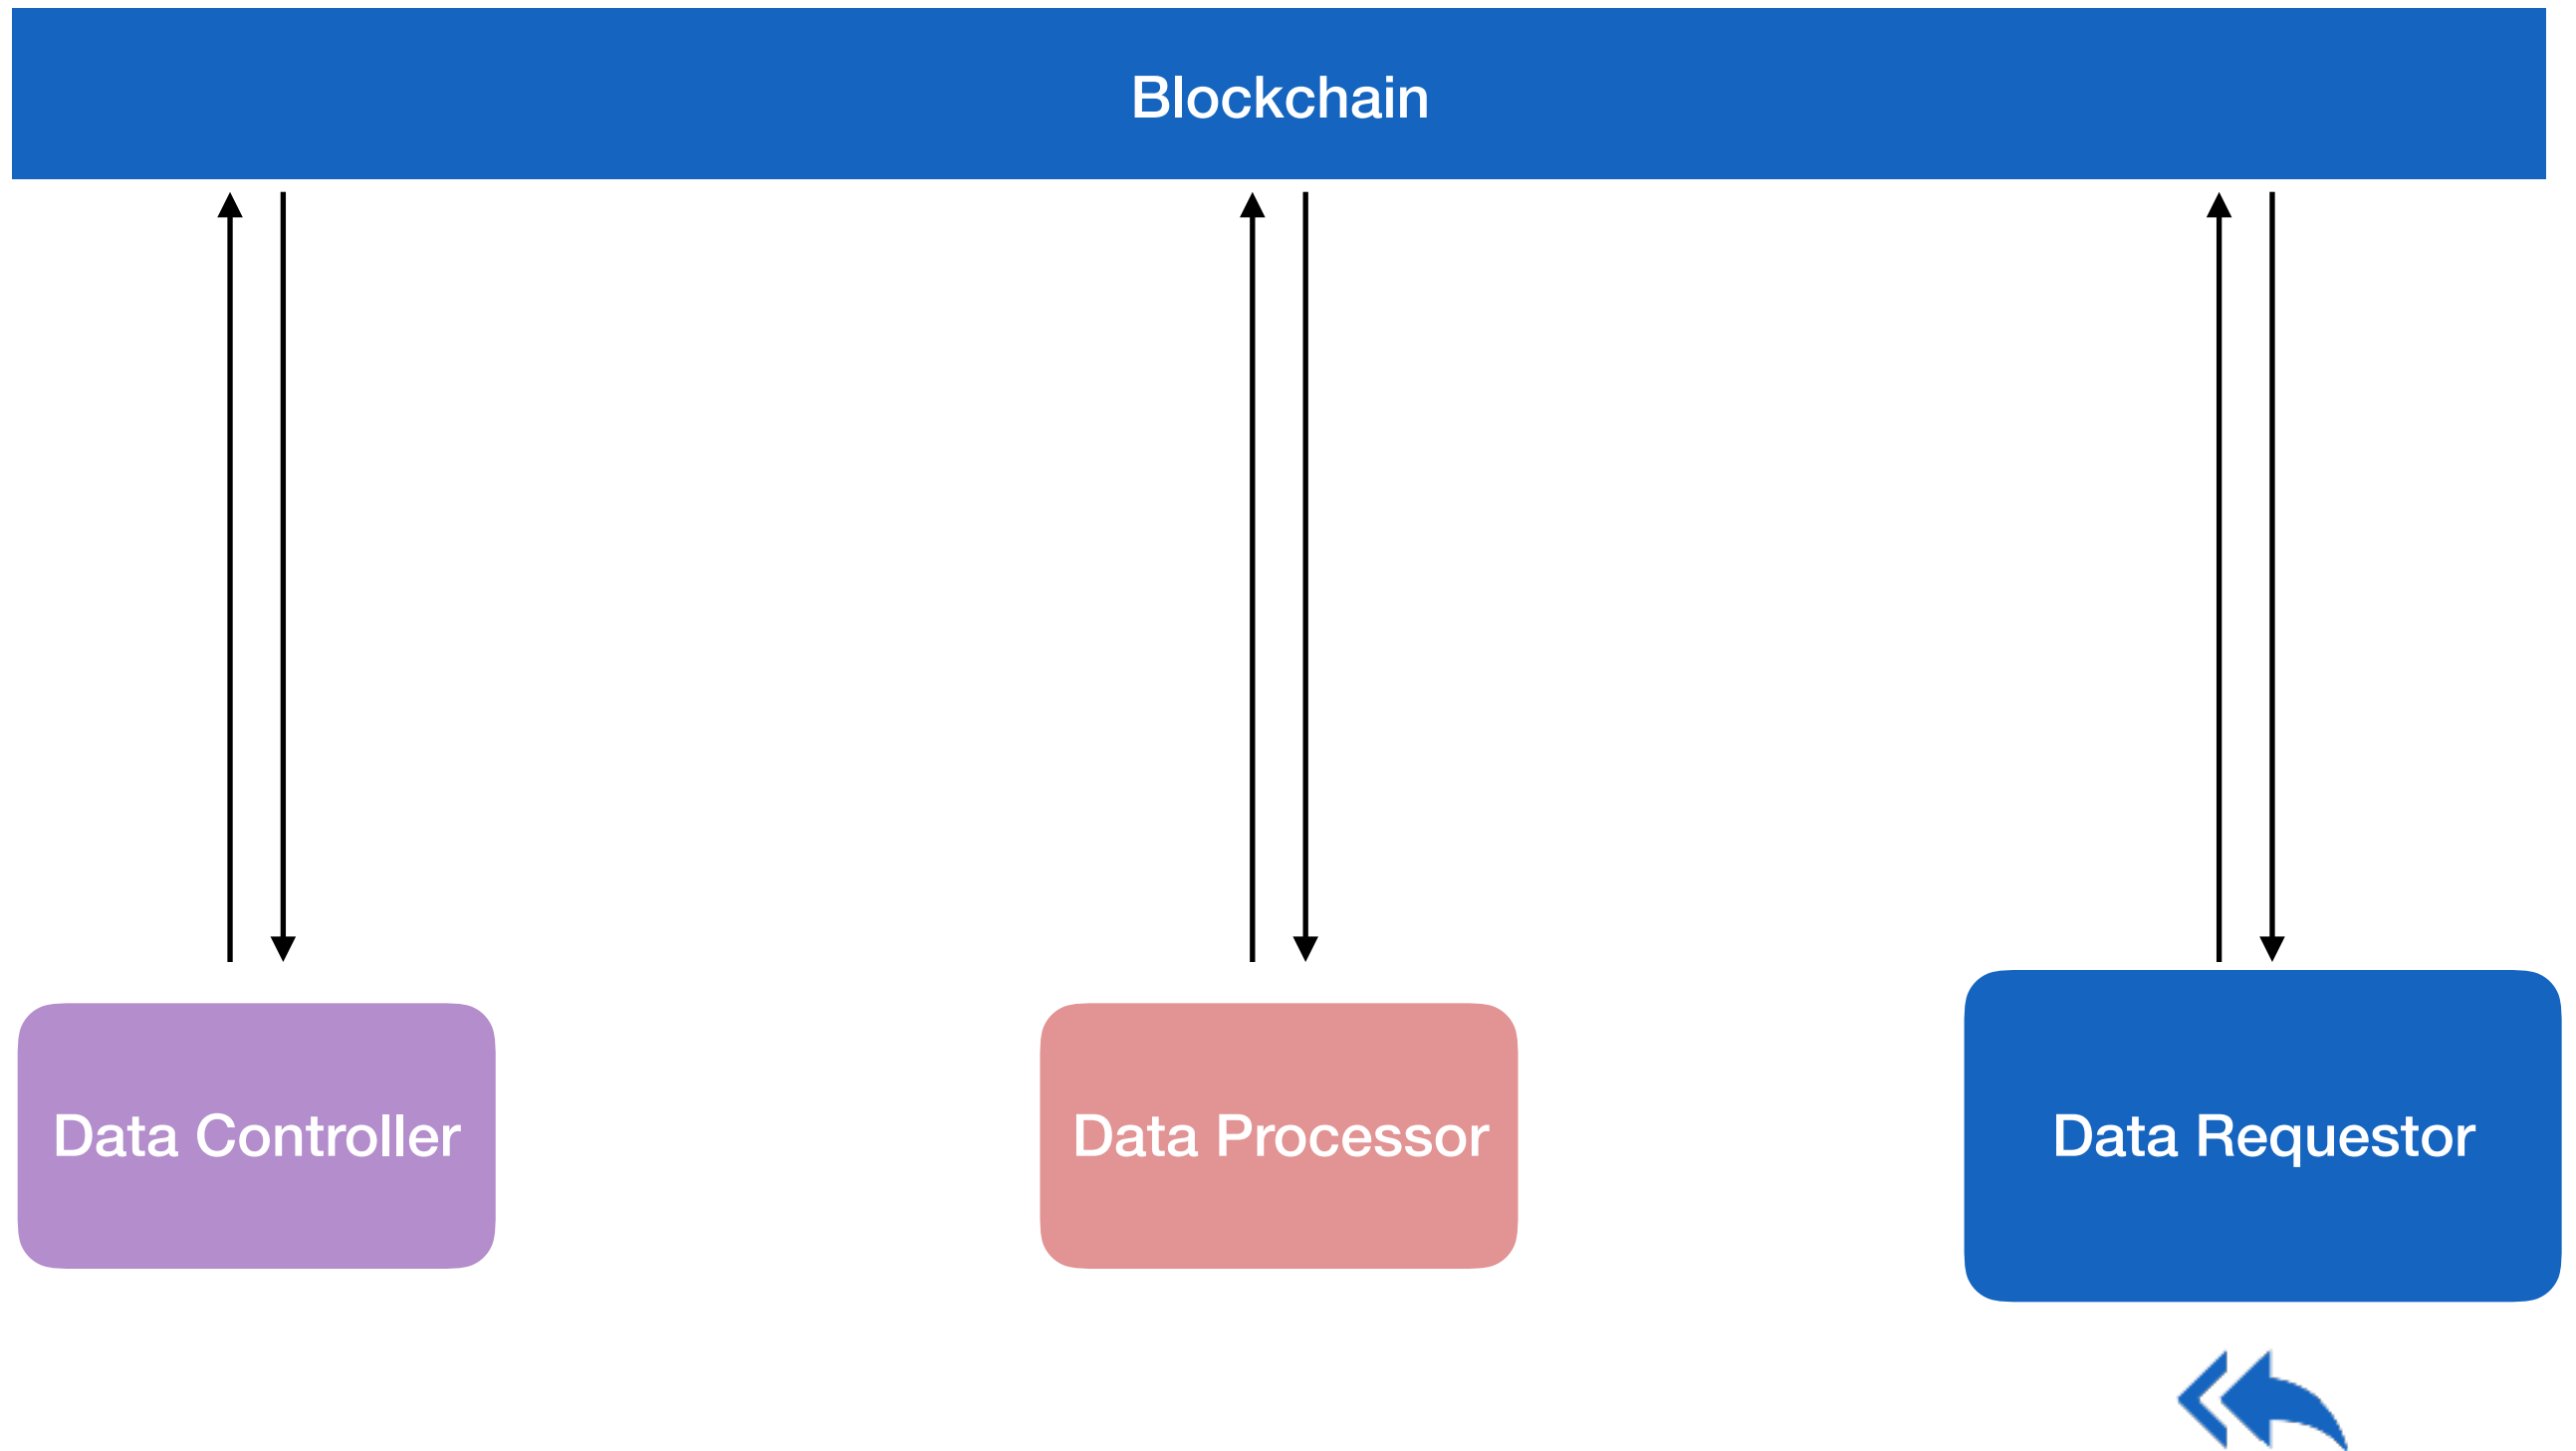 Blockchain
Data Controller
Data Processor
Data Requestor